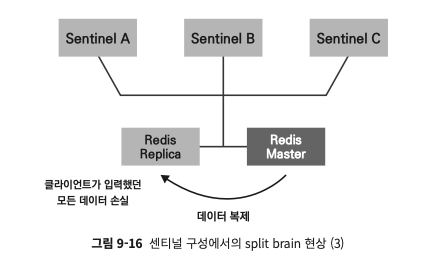 Sentinel A
Sentinel B
Sentinel C
Redis
Replica
Redis
Master
클라이언트가 입력했던
모든 데이터 손실
데이터 복제
그림 9-16 센티널 구성에서의 split brain 현상 (3)